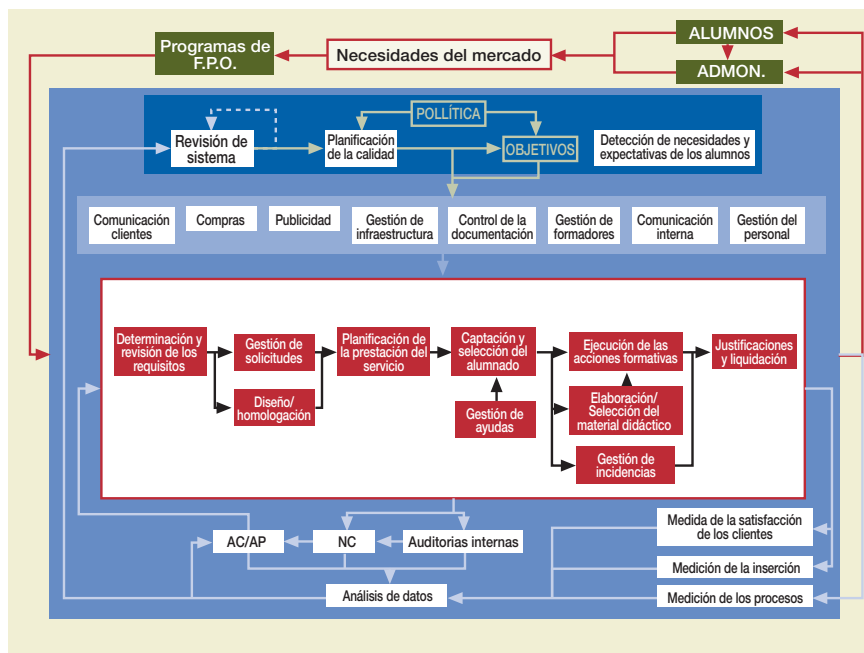 Programas de
F.P.O.
Necesidades del mercado
ALUMNOS
ADMON.
POLLÍTICA
Revisión de
sistema
Planificación
de la calidad
OBJETIVOS
Detección de necesidades y
expectativas de los alumnos
Comunicación
clientes
Compras
Publicidad
Gestión de
infraestructura
Control de la
documentación
Gestión de
formadores
Comunicación
interna
Gestión del
personal
Determinación y
revisión de los
requisitos
Gestión de
solicitudes
Diseño/
homologación
Planificación de
la prestación del
servicio
Captación y
selección del
alumnado
Gestión de
ayudas
Ejecución de las
acciones formativas
Elaboración/
Selección del
material didáctico
Gestión de
incidencias
Justificaciones
y liquidación
AC/AP
NC
Auditorias internas
Análisis de datos
Medida de la satisfacción
de los clientes
Medición de la inserción
Medición de los procesos